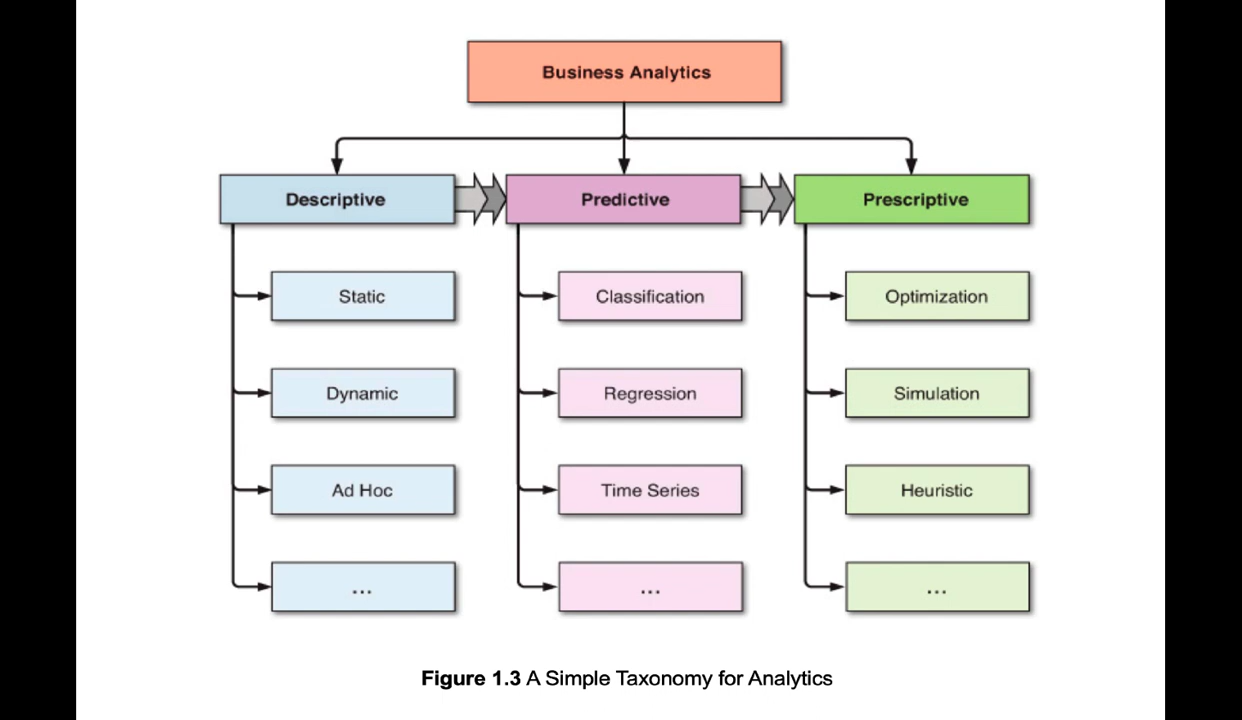 Business Analytics
Descriptive
Predictive
Prescriptive
Static
Classification
Optimization
Dynamic
Regression
Simulation
Ad Hoc
Time Series
Heuristic
...
...
...
Figure 1.3 A Simple Taxonomy for Analytics